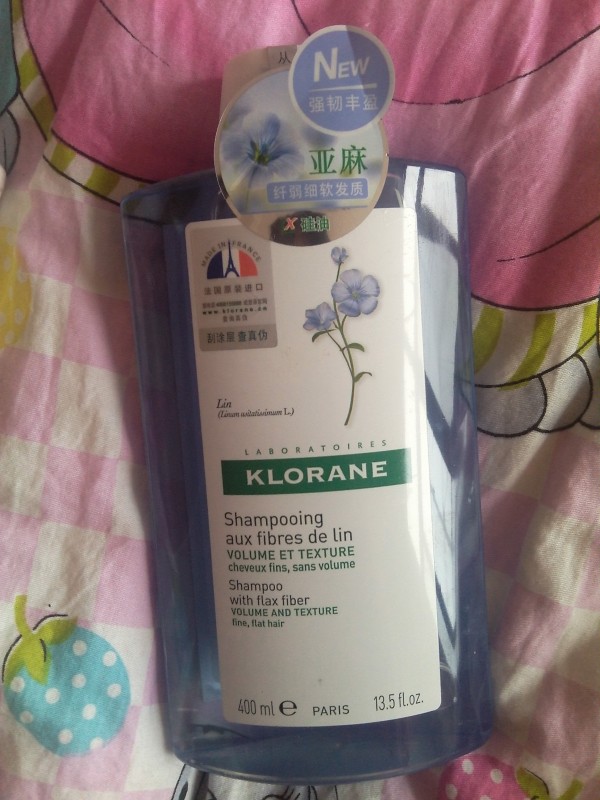 从
NEW
强韧丰盈
亚麻
纤弱细软发质
硅油
MADE IN FRANCE
法国原装进口
www.klorane.cn
刮涂层查真伪
Lin
(Linum usitatissimum L.)
LABORATOIRES
KLORANE
Shampooing
aux fibres de lin
VOLUME ET TEXTURE
cheveux fins, sans volume
Shampoo
with flax fiber
VOLUME AND TEXTURE
fine, flat hair
400 ml e PARIS 13.5 fl.oz.